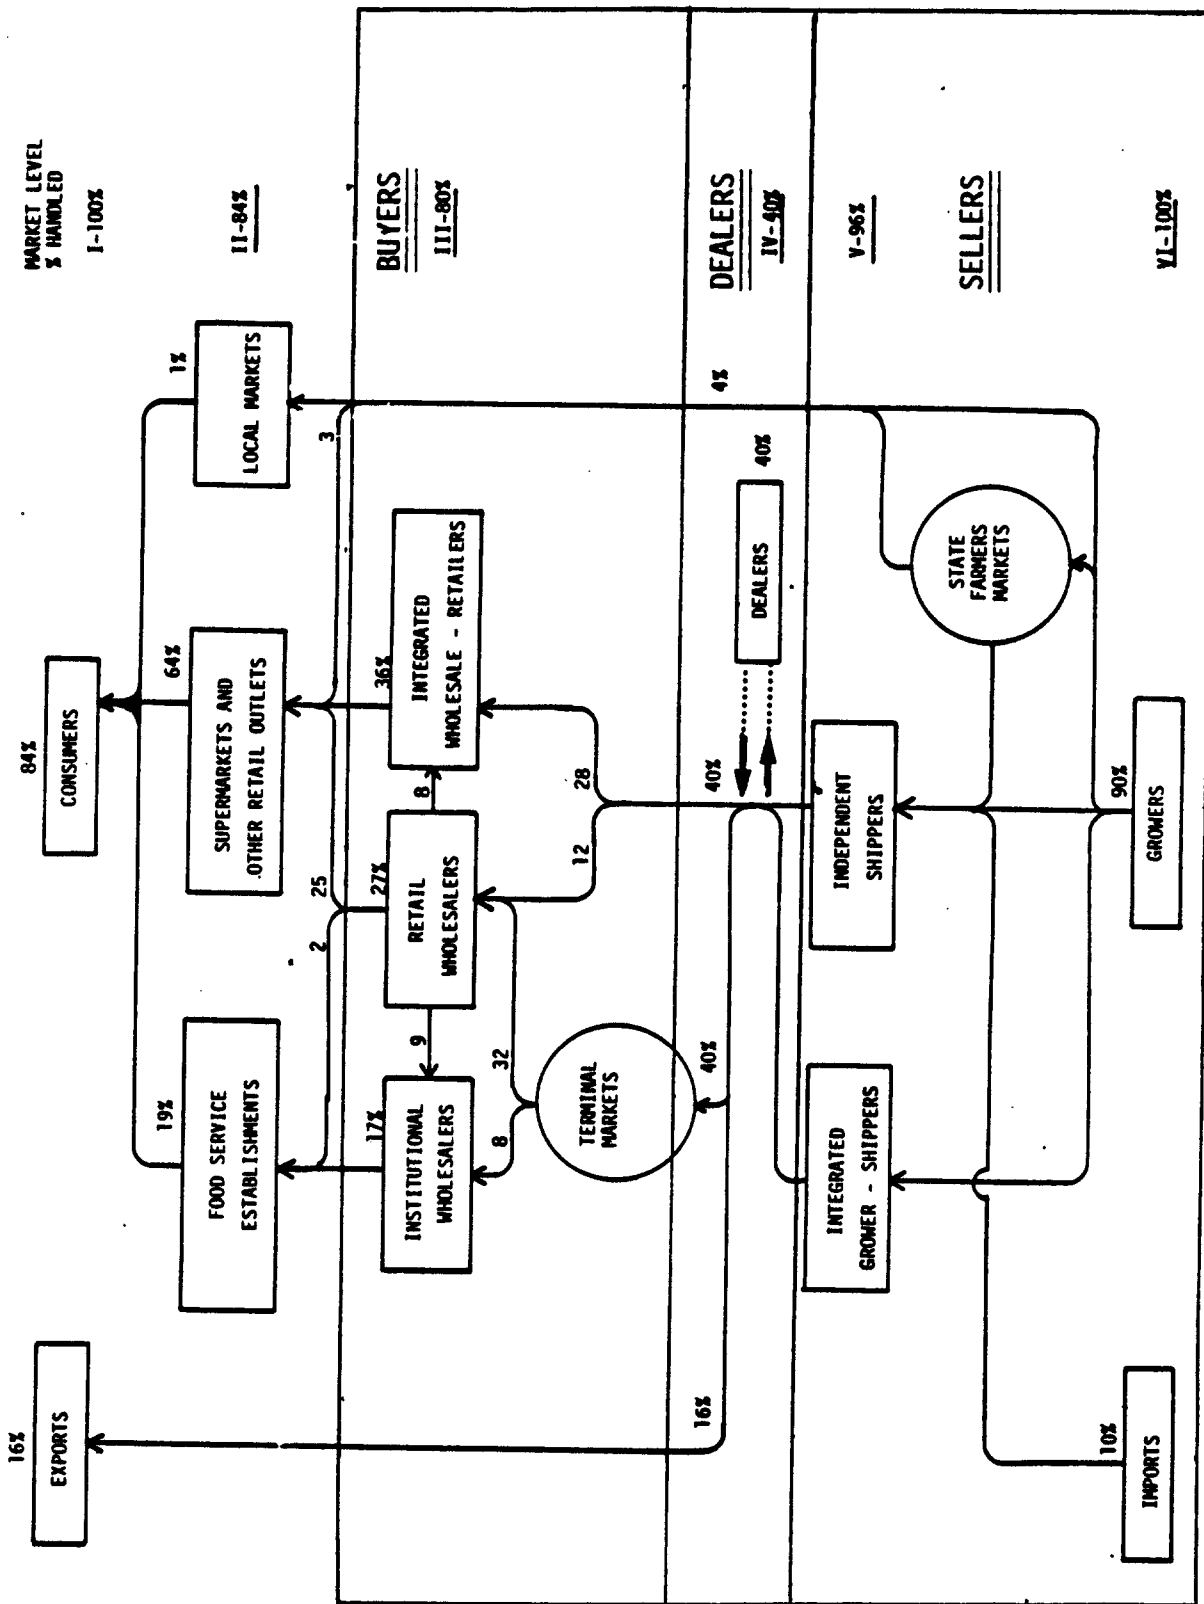 MARKET LEVEL
% HANDLED
I-100%
84%
CONSUMERS
16%
EXPORTS
II-84%
19%
FOOD SERVICE
ESTABLISHMENTS
64%
SUPERMARKETS AND
OTHER RETAIL OUTLETS
1%
LOCAL MARKETS
2
25
3
BUYERS
III-80%
17%
INSTITUTIONAL
WHOLESALERS
9
27%
RETAIL
WHOLESALERS
8
36%
INTEGRATED
WHOLESALE - RETAILERS
8
32
12
28
TERMINAL
MARKETS
DEALERS
IV-40%
16%
40%
40%
DEALERS
40%
4%
V-96%
SELLERS
INTEGRATED
GROWER - SHIPPERS
INDEPENDENT
SHIPPERS
STATE
FARMERS
MARKETS
VI-100%
10%
IMPORTS
90%
GROWERS